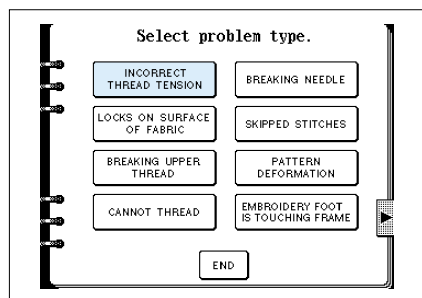 Select problem type.
INCORRECT
THREAD TENSION
BREAKING NEEDLE
LOCKS ON SURFACE
OF FABRIC
SKIPPED STITCHES
BREAKING UPPER
THREAD
PATTERN
DEFORMATION
CANNOT THREAD
EMBROIDERY FOOT
IS TOUCHING FRAME
END